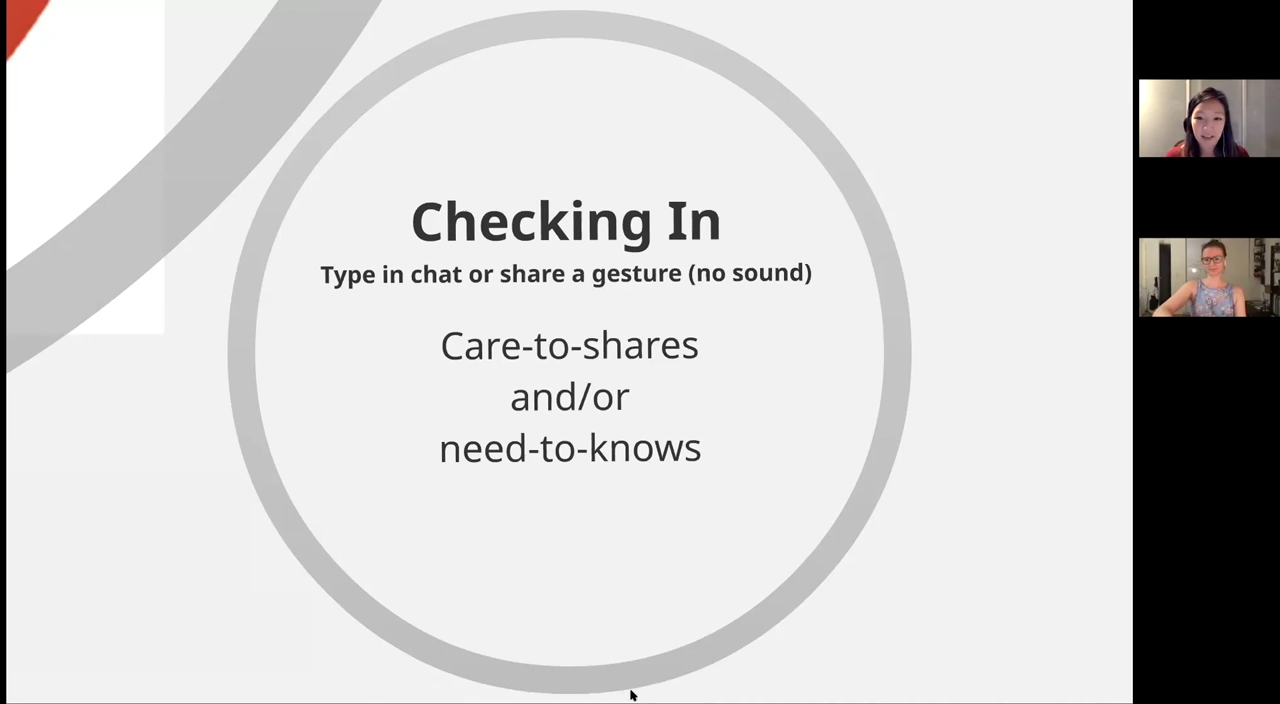 Checking In
Type in chat or share a gesture (no sound)
Care-to-shares
and/or
need-to-knows